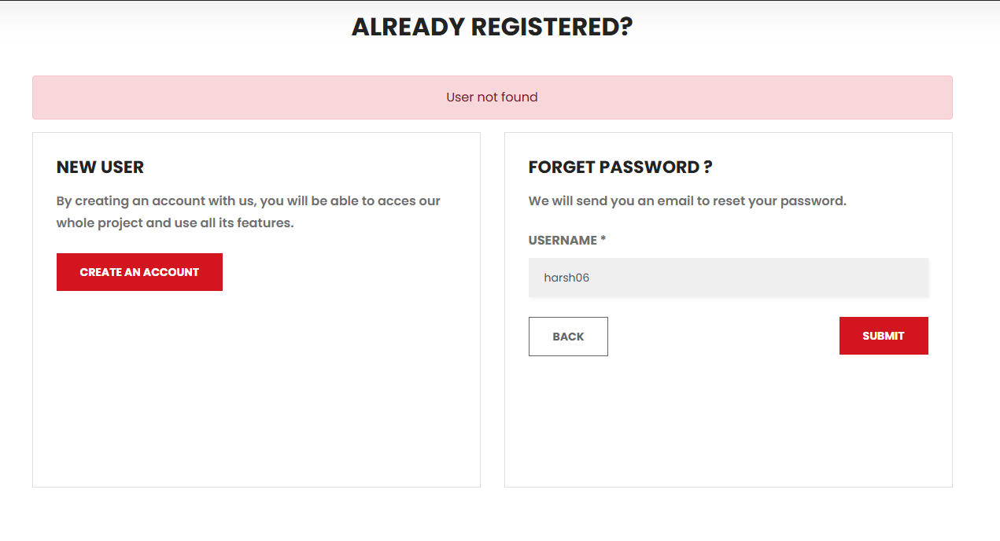 ALREADY REGISTERED?
User not found
NEW USER
By creating an account with us, you will be able to acces our
whole project and use all its features.
CREATE AN ACCOUNT
FORGET PASSWORD ?
We will send you an email to reset your password.
USERNAME *
harsh06
BACK
SUBMIT